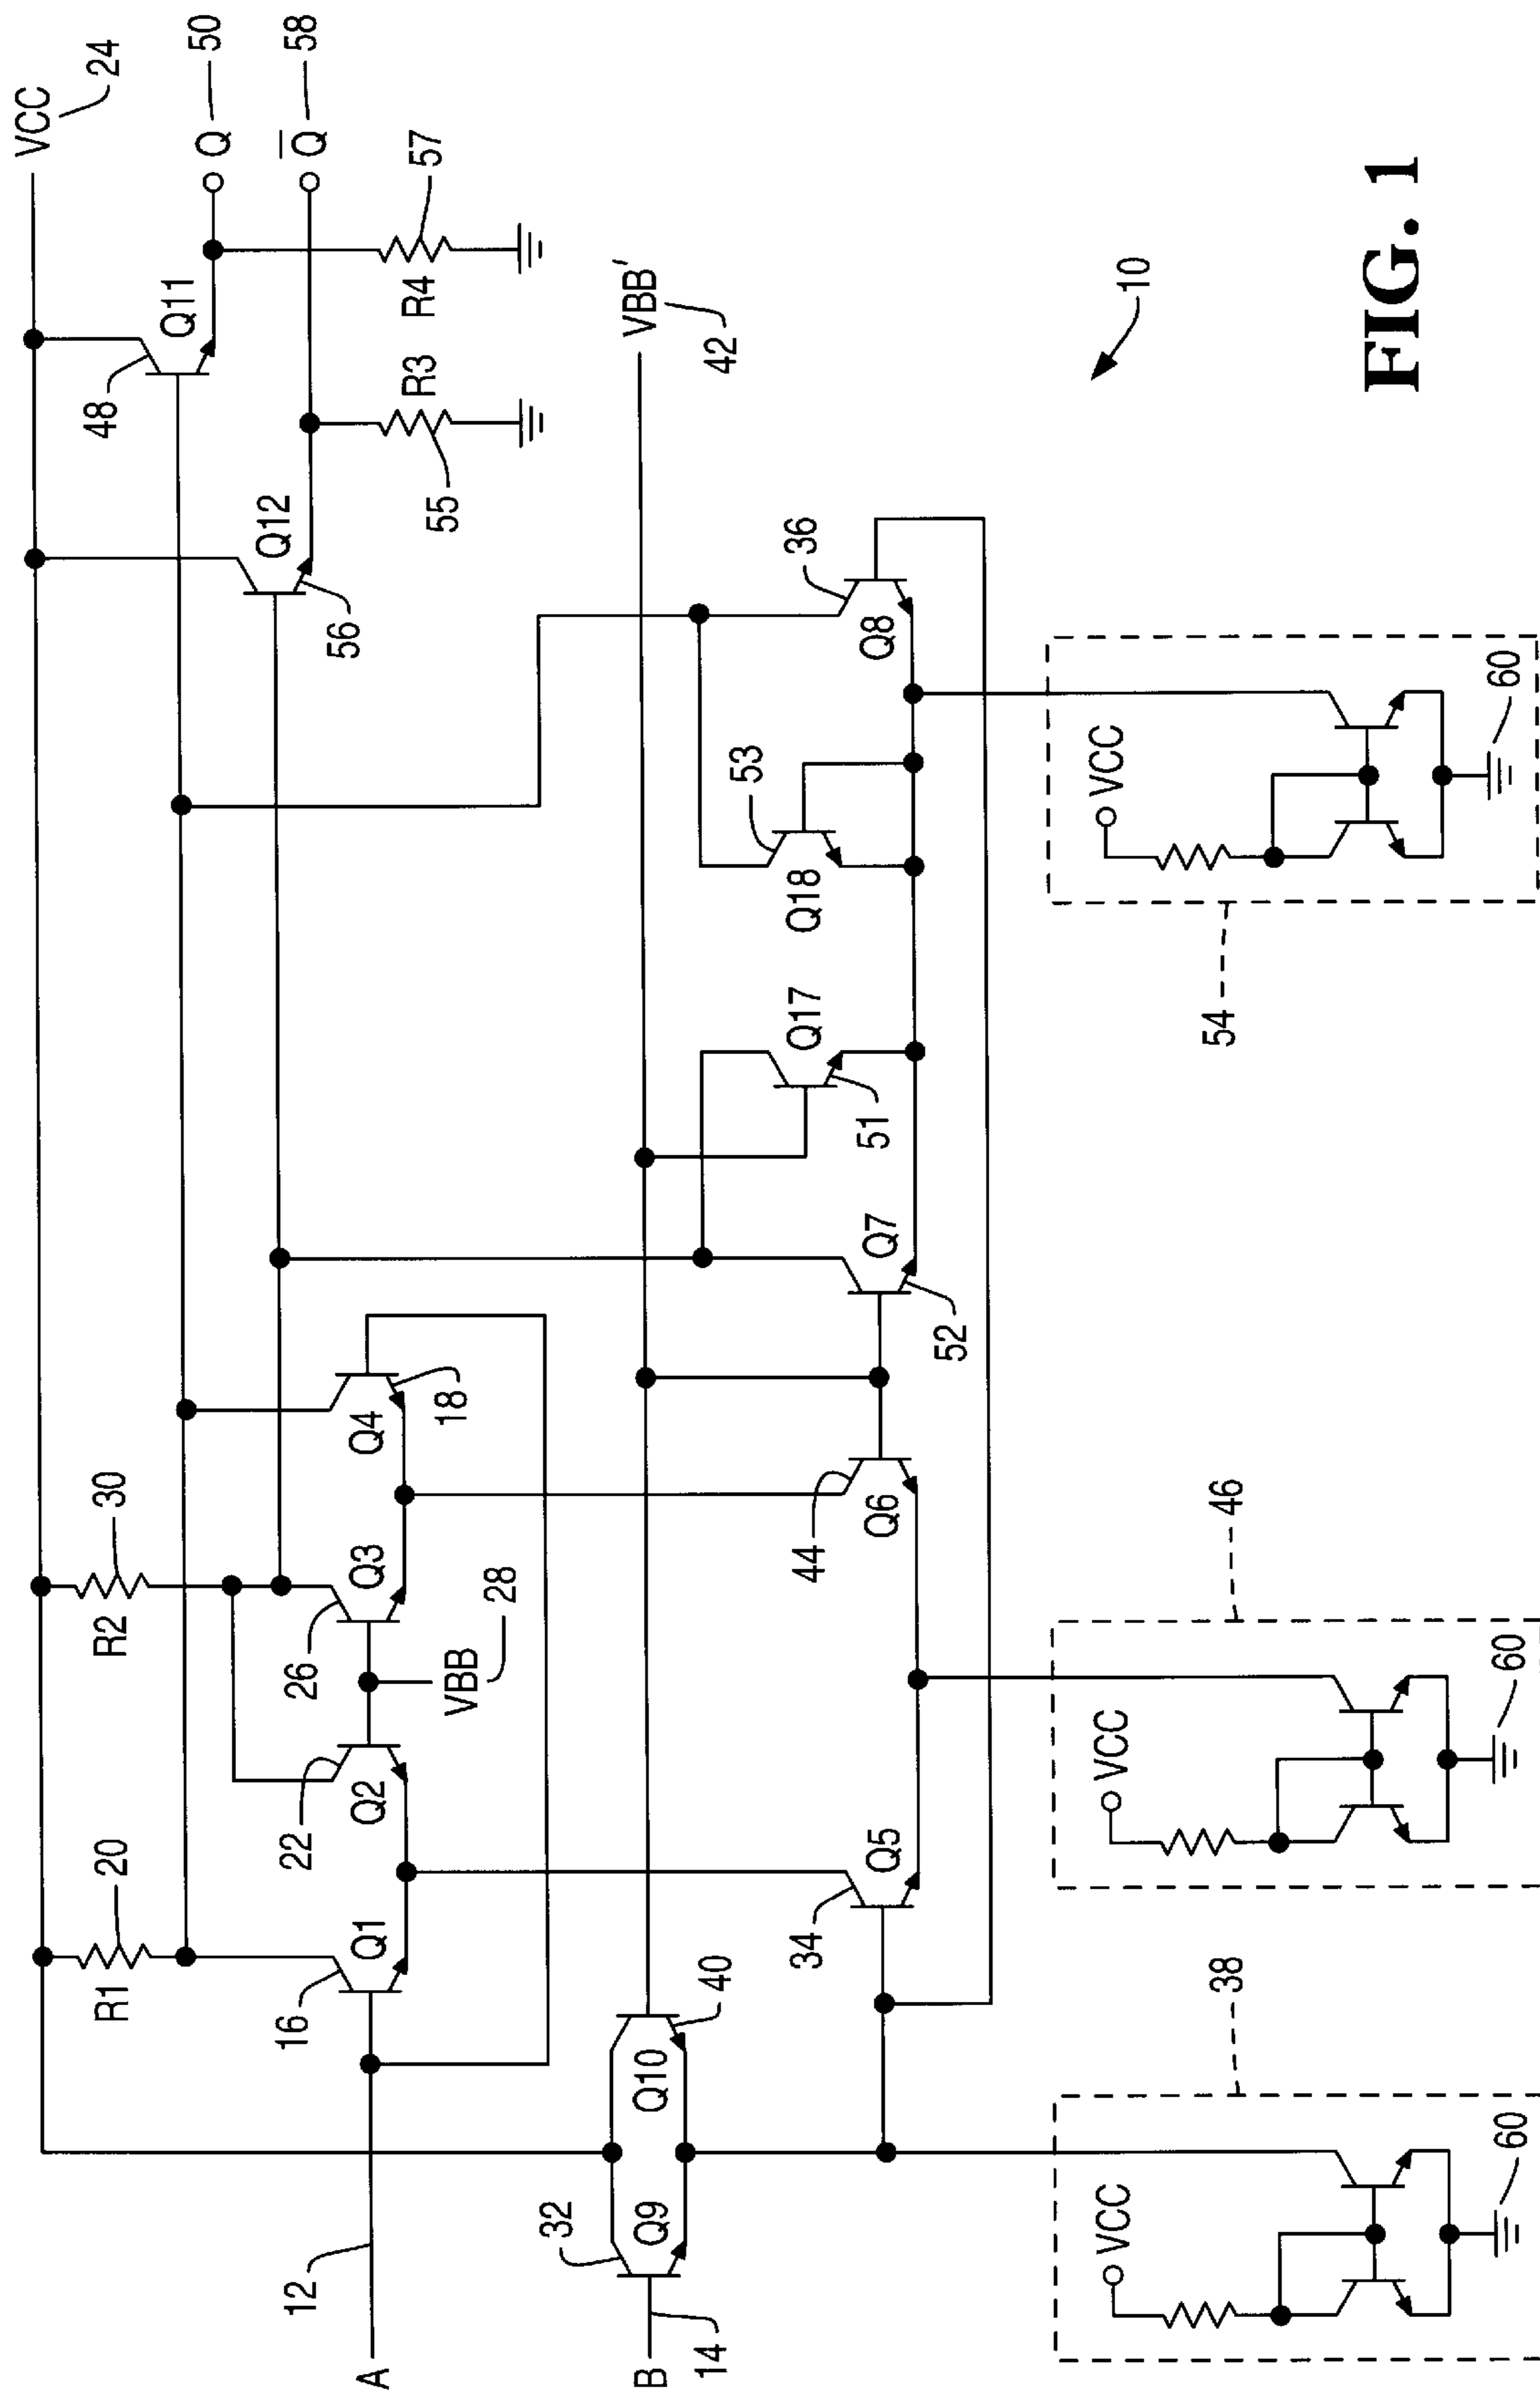 VCC
24
Q
50
Q̅
58
R1
20
R2
30
48
Q11
Q12
56
R3
55
R4
57
A
12
16
Q1
22
Q2
VBB
28
26
Q3
Q4
18
B
14
32
Q9
Q10
40
VBB'
42
34
Q5
44
Q6
Q7
52
Q17
51
Q18
53
36
Q8
10
38
VCC
60
46
VCC
60
54
VCC
60
FIG. 1